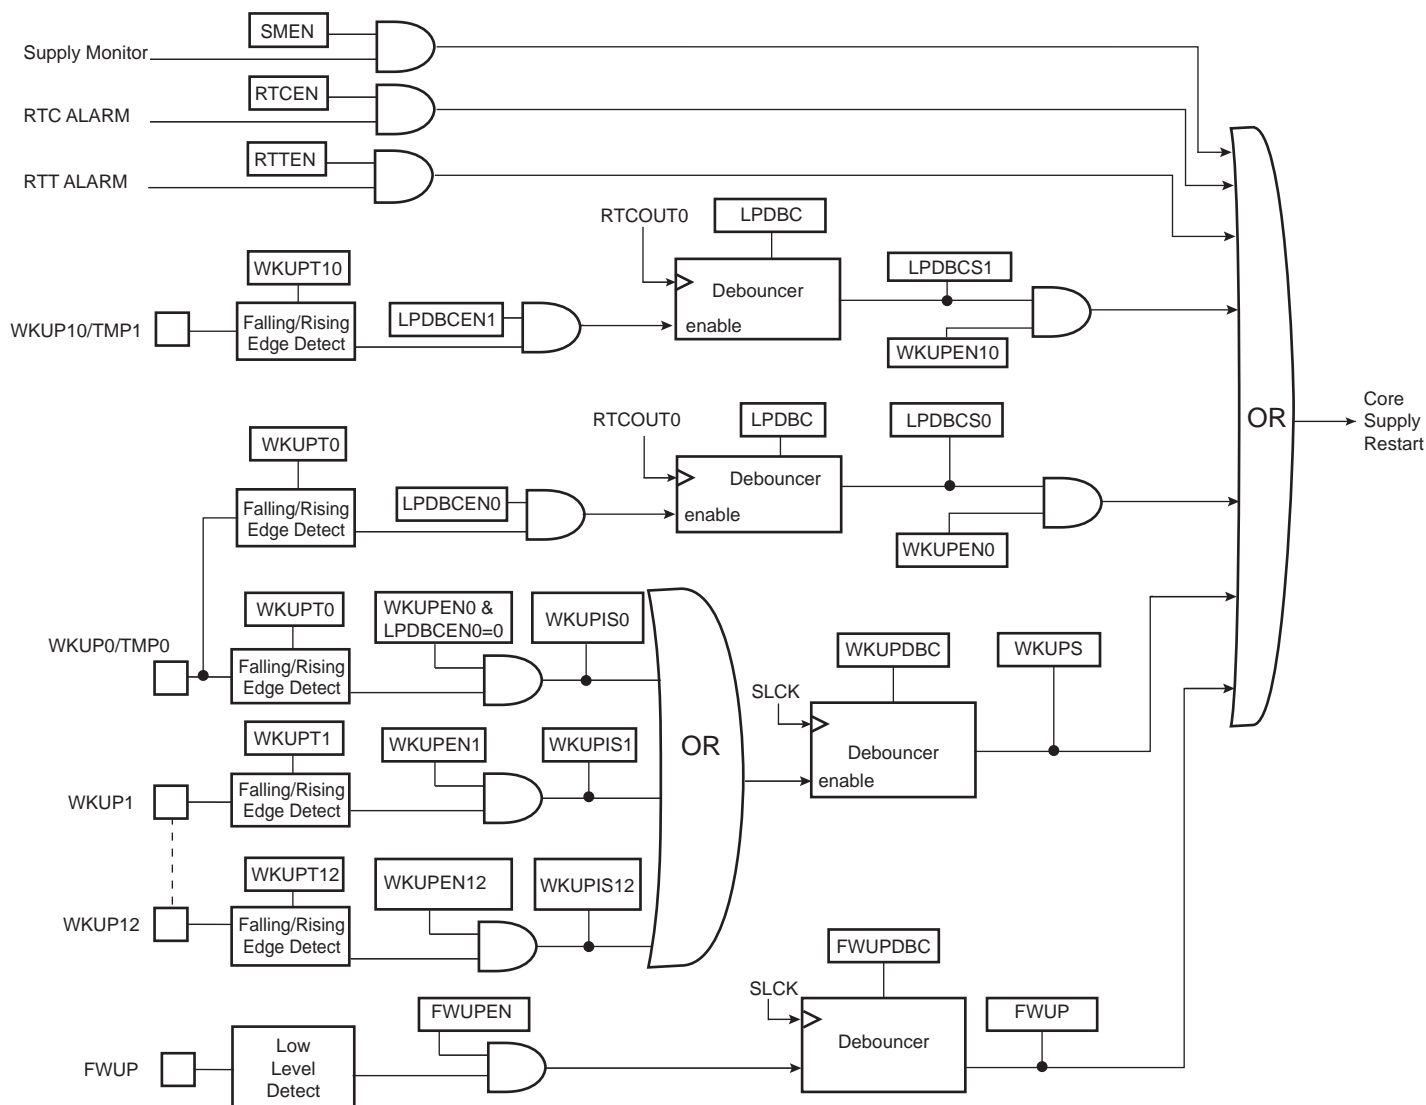 SMEN
Supply Monitor
RTCEN
RTC ALARM
RTTEN
RTT ALARM
RTCOUT0
LPDBC
WKUPT10
LPDBCS1
Debouncer
WKUP10/TMP1
Falling/Rising
Edge Detect
LPDBCEN1
enable
WKUPEN10
RTCOUT0
LPDBC
LPDBCS0
OR
Core
Supply
Restart
WKUPT0
Debouncer
Falling/Rising
Edge Detect
LPDBCEN0
enable
WKUPEN0
WKUPT0
WKUPEN0 &
LPDBCEN0=0
WKUPIS0
WKUP0/TMP0
Falling/Rising
Edge Detect
WKUPDBC
WKUPS
SLCK
WKUPT1
WKUPEN1
WKUPIS1
OR
Debouncer
enable
WKUP1
Falling/Rising
Edge Detect
WKUPT12
WKUPEN12
WKUPIS12
WKUP12
Falling/Rising
Edge Detect
FWUPDBC
SLCK
FWUPEN
FWUP
Debouncer
FWUP
Low
Level
Detect